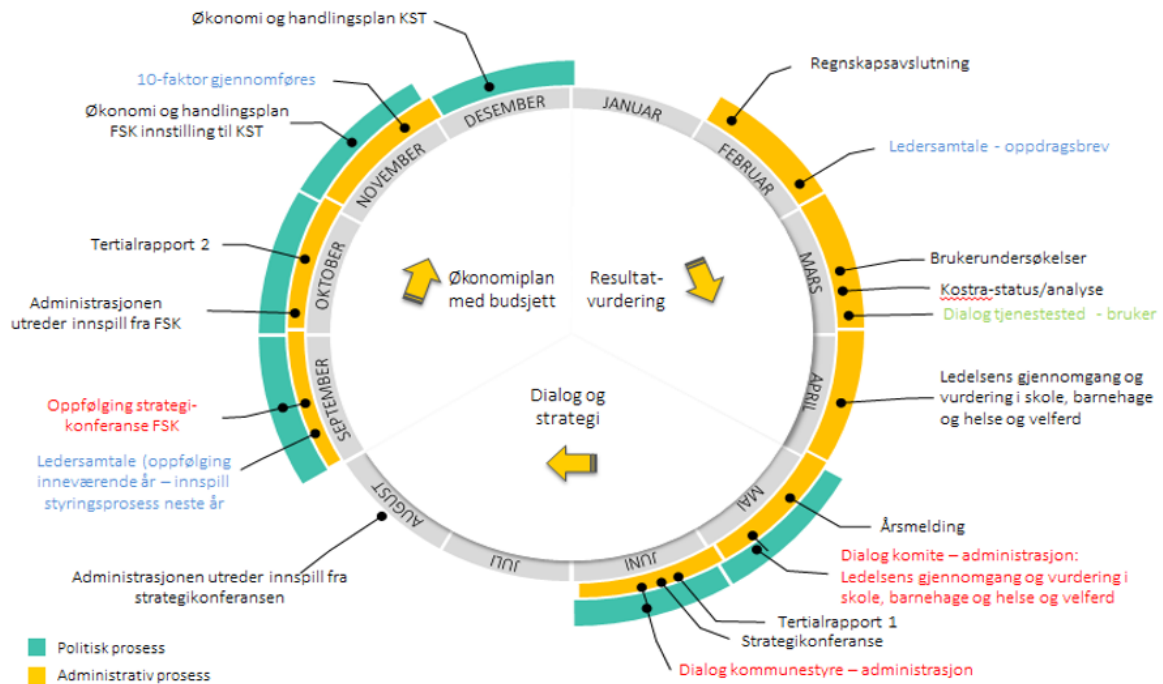 Økonomi og handlingsplan KST
10-faktor gjennomføres
Økonomi og handlingsplan
FSK innstilling til KST
Tertialrapport 2
Administrasjonen
utreder innspill fra FSK
Oppfølging strategi-
konferanse FSK
Ledersamtale (oppfølging
inneværende år – innspill
styringsprosess neste år
Administrasjonen utreder innspill fra
strategikonferansen
Regnskapsavslutning
Ledersamtale - oppdragsbrev
Brukerundersøkelser
Kostra-status/analyse
Dialog tjenestested - bruker
Ledelsens gjennomgang og
vurdering i skole, barnehage
og helse og velferd
Årsmelding
Dialog komite – administrasjon:
Ledelsens gjennomgang og vurdering i
skole, barnehage og helse og velferd
Tertialrapport 1
Strategikonferanse
Dialog kommunestyre – administrasjon
JANUAR
FEBRUAR
MARS
APRIL
MAI
JUNI
JULI
AUGUST
SEPTEMBER
OKTOBER
NOVEMBER
DESEMBER
Økonomiplan
med budsjett
Resultat-
vurdering
Dialog og
strategi
Politisk prosess
Administrativ prosess